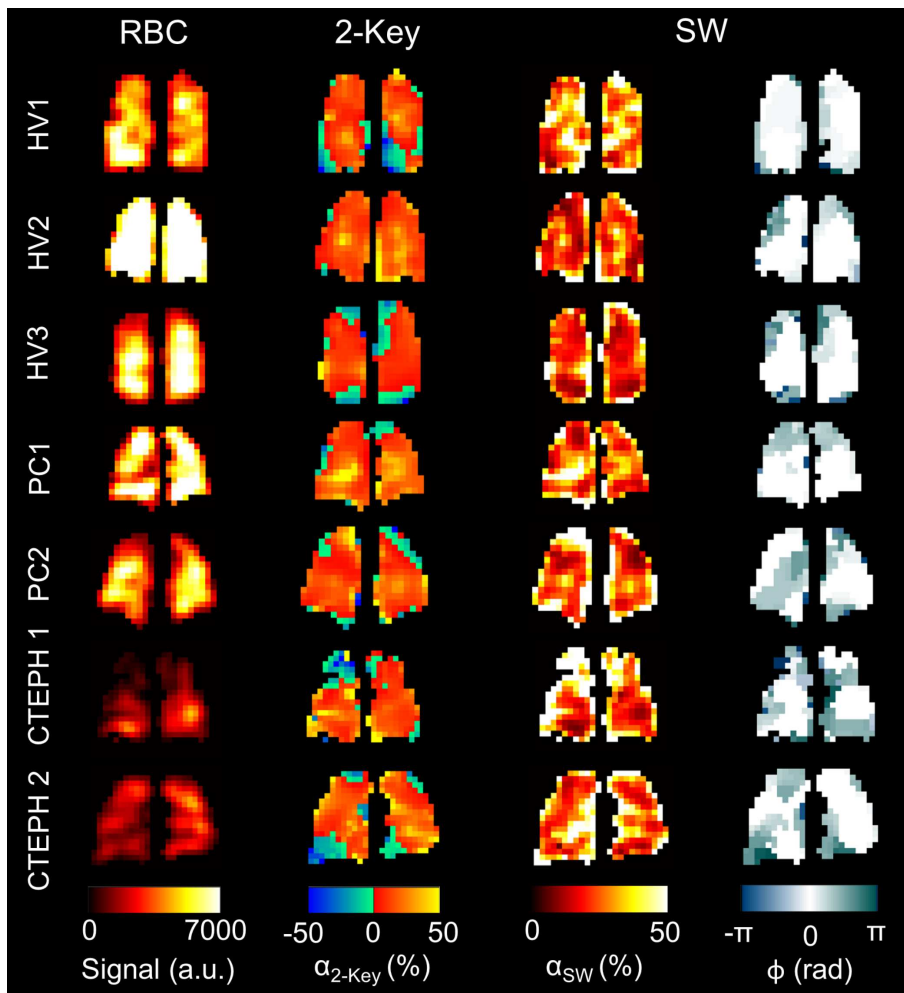 RBC 2-Key SW
HV1
HV2
HV3
PC1
PC2
CTEPH 1
CTEPH 2
0 7000 -50 0 50 0 50 -π 0 π
Signal (a.u.) α2-Key (%) αSW (%) ϕ (rad)